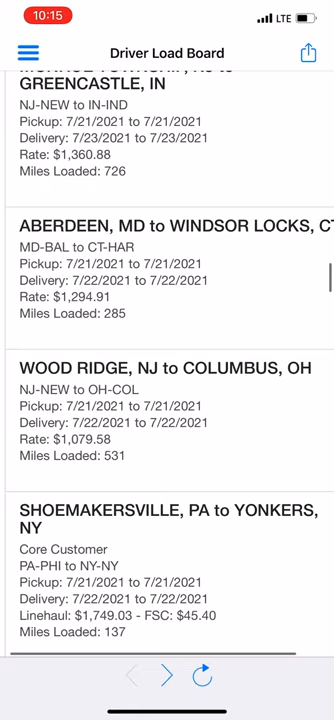 10:15
LTE
Driver Load Board
GREENCASTLE, IN
NJ-NEW to IN-IND
Pickup: 7/21/2021 to 7/21/2021
Delivery: 7/23/2021 to 7/23/2021
Rate: $1,360.88
Miles Loaded: 726
ABERDEEN, MD to WINDSOR LOCKS, CT
MD-BAL to CT-HAR
Pickup: 7/21/2021 to 7/21/2021
Delivery: 7/22/2021 to 7/22/2021
Rate: $1,294.91
Miles Loaded: 285
WOOD RIDGE, NJ to COLUMBUS, OH
NJ-NEW to OH-COL
Pickup: 7/21/2021 to 7/21/2021
Delivery: 7/22/2021 to 7/22/2021
Rate: $1,079.58
Miles Loaded: 531
SHOEMAKERSVILLE, PA to YONKERS,
NY
Core Customer
PA-PHI to NY-NY
Pickup: 7/21/2021 to 7/21/2021
Delivery: 7/22/2021 to 7/22/2021
Linehaul: $1,749.03 - FSC: $45.40
Miles Loaded: 137